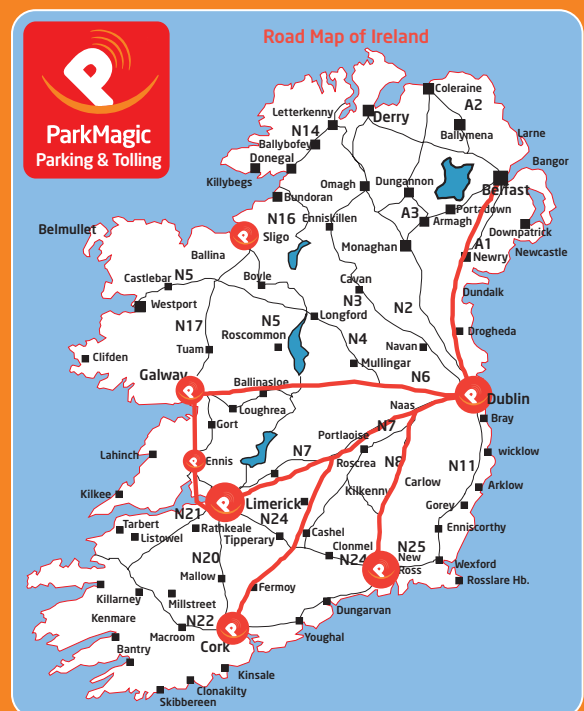 Road Map of Ireland
ParkMagic
Parking & Tolling
Coleraine
A2
Derry
Letterkenny
N14
Ballymena
Larne
Ballybofey
Donegal
Bangor
Killybegs
Omagh
Dungannon
Belfast
Bundoran
Portadown
N16
Enniskillen
A3
Armagh
Downpatrick
Belmullet
Sligo
Monaghan
A1
Newry
Newcastle
Ballina
Castlebar
N5
Boyle
Cavan
Dundalk
Westport
N3
N2
Longford
N17
N5
Roscommon
N4
Drogheda
Navan
Tuam
Mullingar
Clifden
Galway
Ballinasloe
N6
Dublin
Loughrea
Naas
Bray
Gort
Portlaoise
N7
Lahinch
Ennis
N7
Roscrea
N8
N11
wicklow
Kilkee
Kilkenny
Carlow
Arklow
Limerick
Gorey
N21
Tarbert
Rathkeale
N24
Listowel
Tipperary
Cashel
Enniscorthy
Clonmel
N25
N20
N24
New
Ross
Wexford
Mallow
Rosslare Hb.
Fermoy
Killarney
Millstreet
Dungarvan
Kenmare
N22
Youghal
Macroom
Cork
Bantry
Kinsale
Clonakilty
Skibbereen